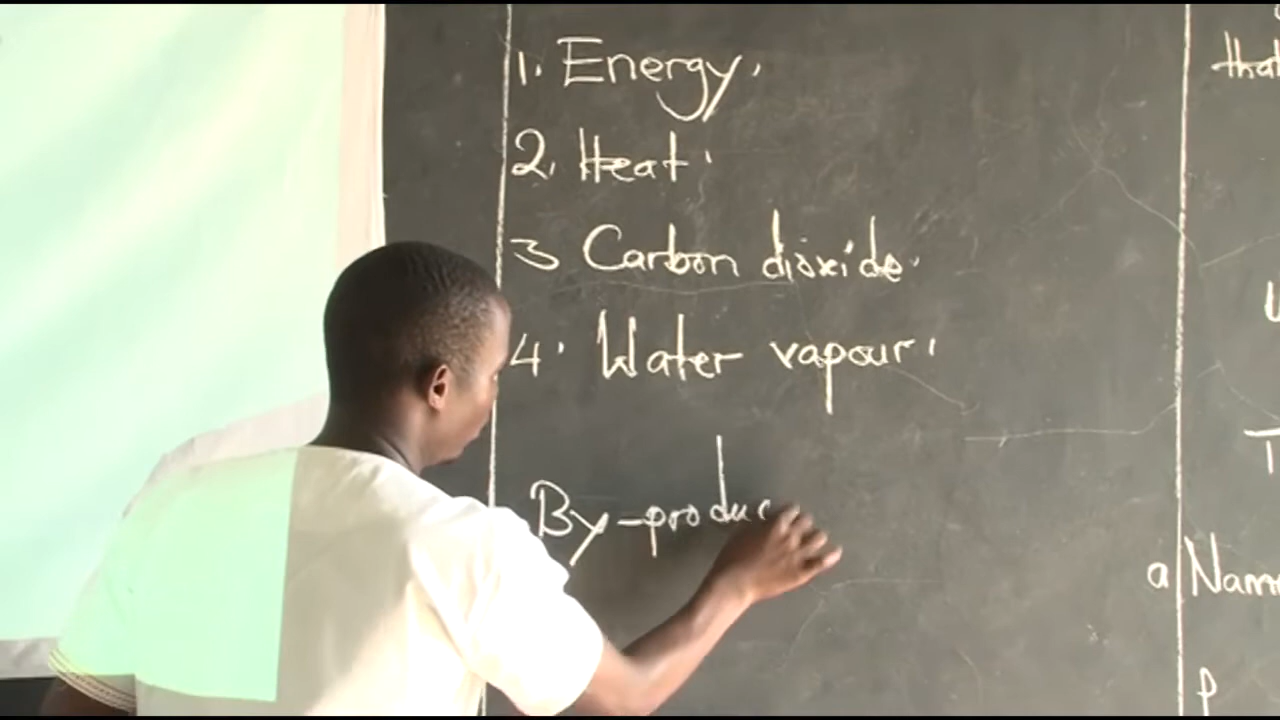 1. Energy.
2. Heat.
3 Carbon dioxide.
4. Water vapour.
By-produc
that
a Nam